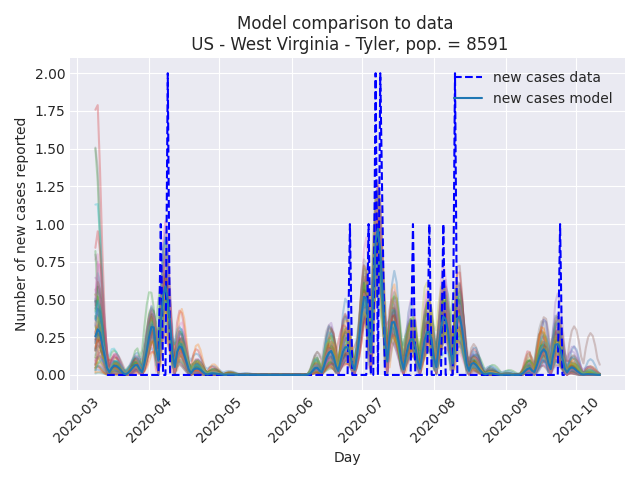 Model comparison to data
US - West Virginia - Tyler, pop. = 8591
new cases data
new cases model
2.00
1.75
1.50
1.25
1.00
0.75
0.50
0.25
0.00
Number of new cases reported
2020-03
2020-04
2020-05
2020-06
2020-07
2020-08
2020-09
2020-10
Day